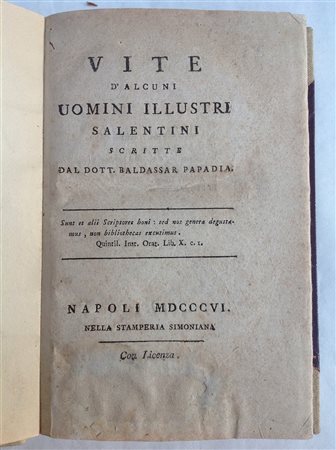 VITE
D'ALCUNI
UOMINI ILLUSTRI
SALENTINI
SCRITTE
DAL DOTT. BALDASSAR PAPADIA.
Sunt et alii Scriptores boni: sed nos genera degusta-
mus, non bibliothecas excutimus.
Quintil. Inst. Orat. Lib. X. c. I.
NAPOLI MDCCCVI.
NELLA STAMPERIA SIMONIANA
Con Licenza.